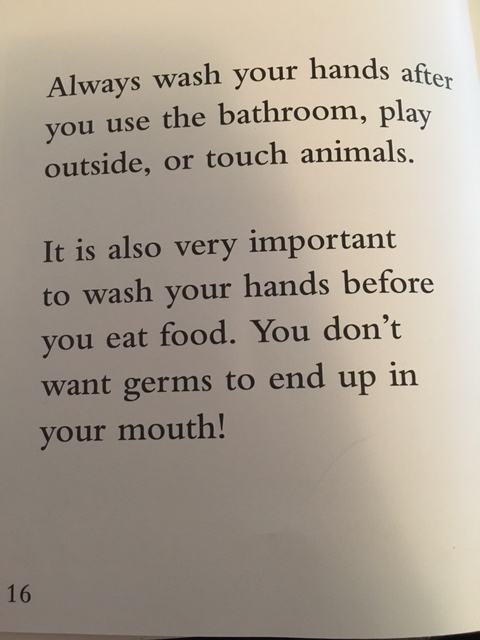 Always wash your hands after
you use the bathroom, play
outside, or touch animals.
It is also very important
to wash your hands before
you eat food. You don't
want germs to end up in
your mouth!
16